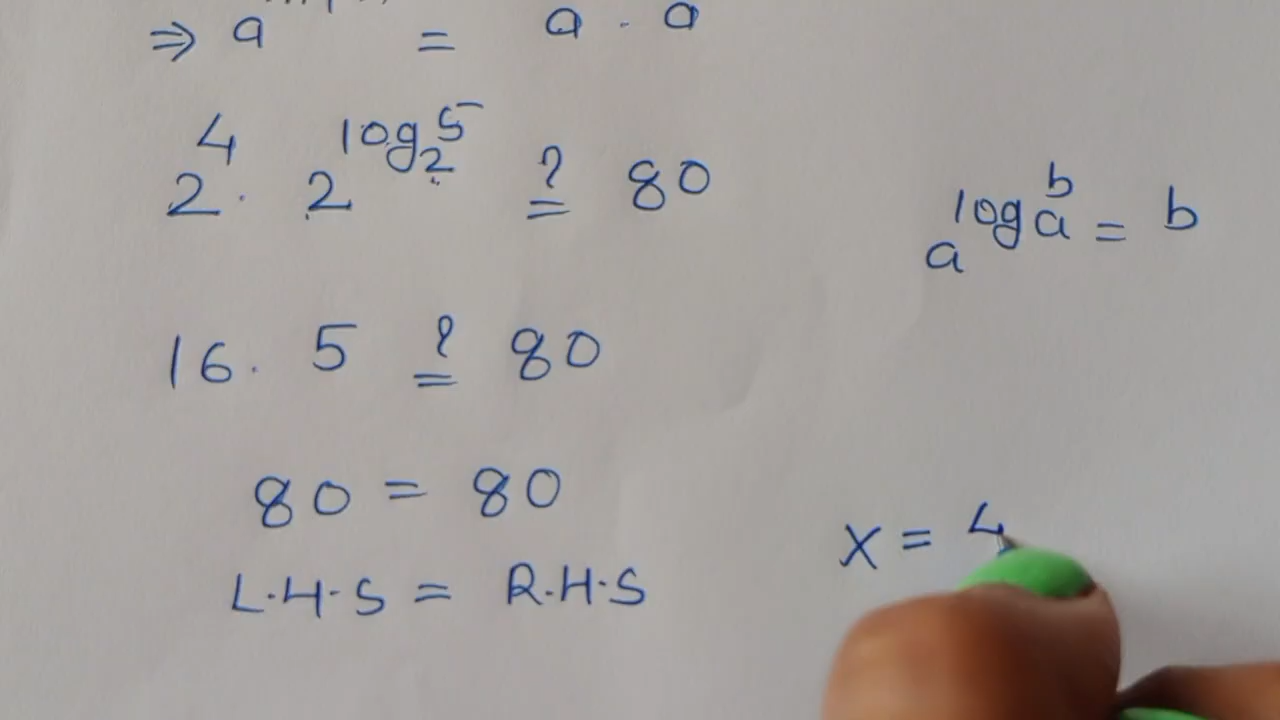 ⇒ a = a · a
2⁴ · 2^(log₂5) ≟ 80
a^(logₐb) = b
16 · 5 ≟ 80
80 = 80
L.H.S = R.H.S
x = 4